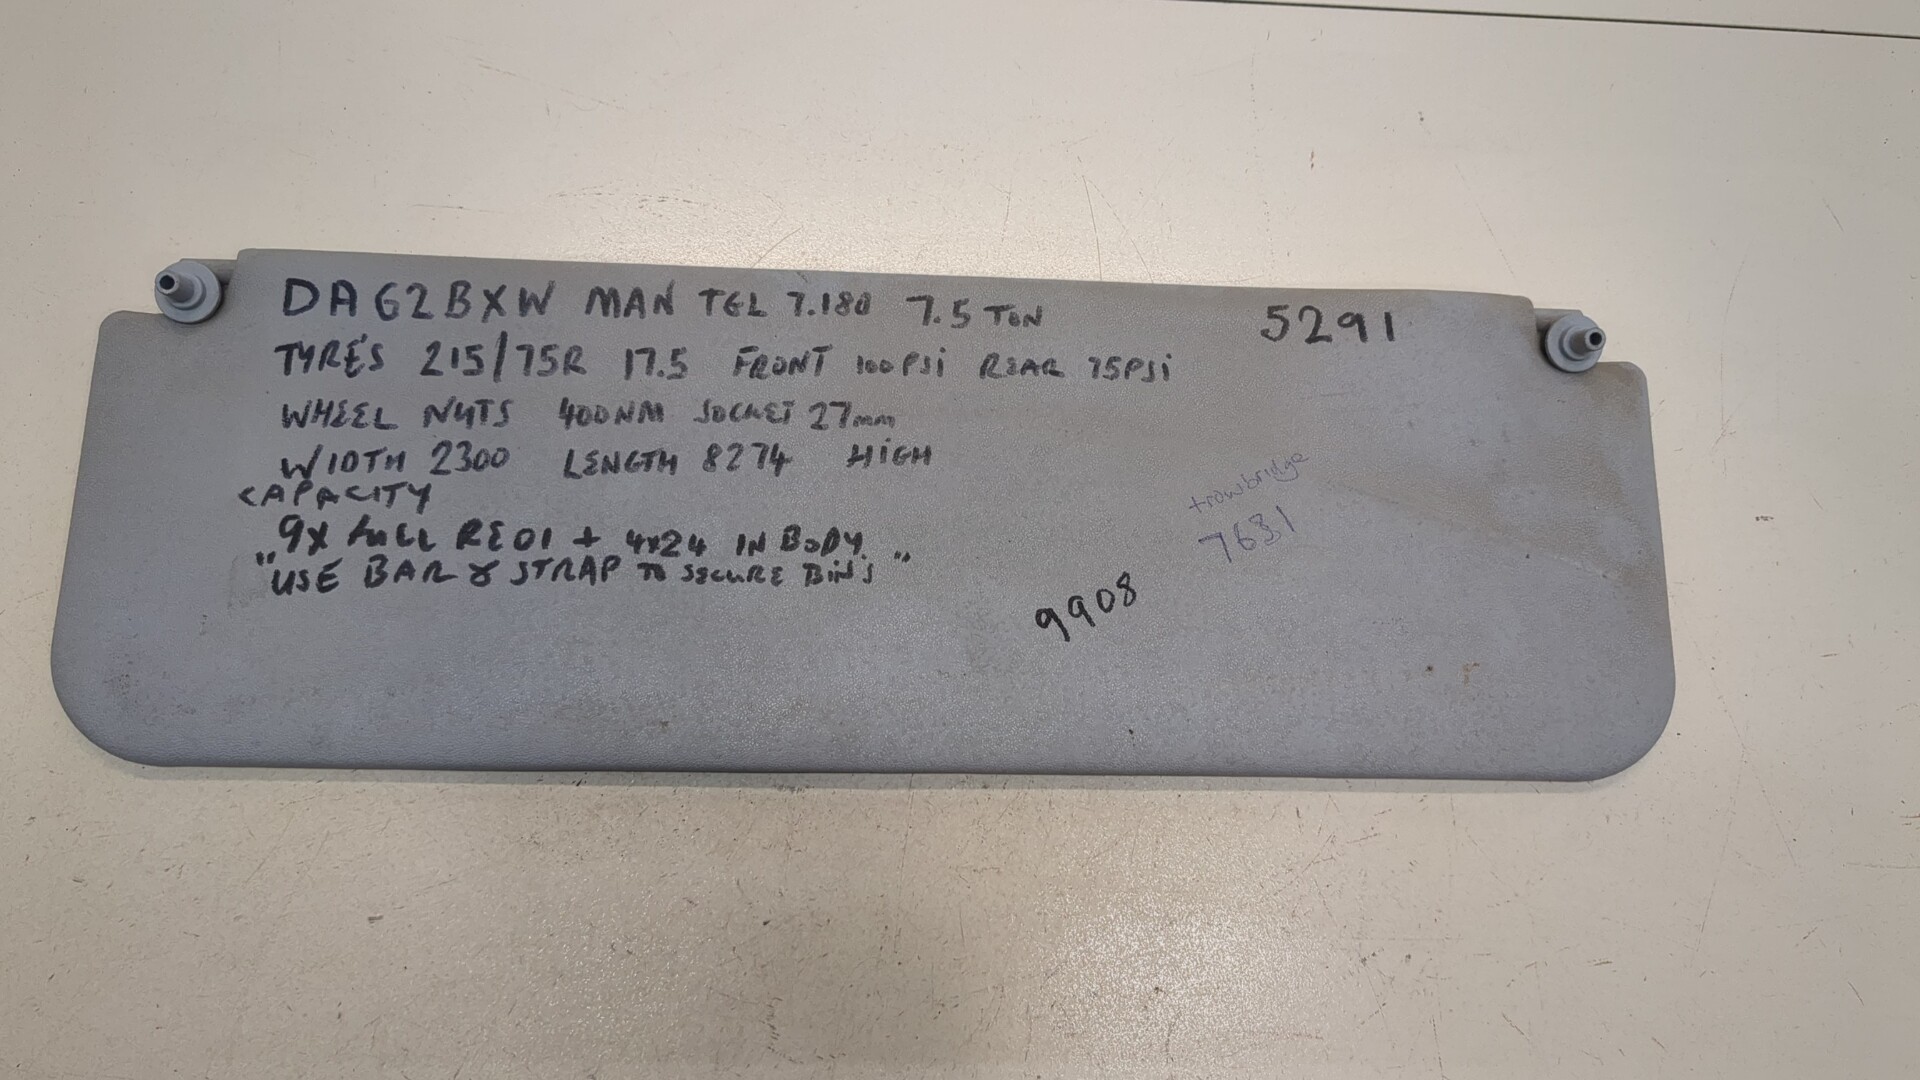 DA62BXW MAN TGL 7.180 7.5 TON 5291
TYRE'S 215/75R 17.5 FRONT 100PSi REAR 75PSi
WHEEL NUTS 400NM SOCKET 27mm
WIDTH 2300 LENGTH 8274 HIGH
CAPACITY
9X FULL RE01 + 4x24 IN BODY.
"USE BAR & STRAP TO SECURE BIN'S"
trowbridge
7631
9908